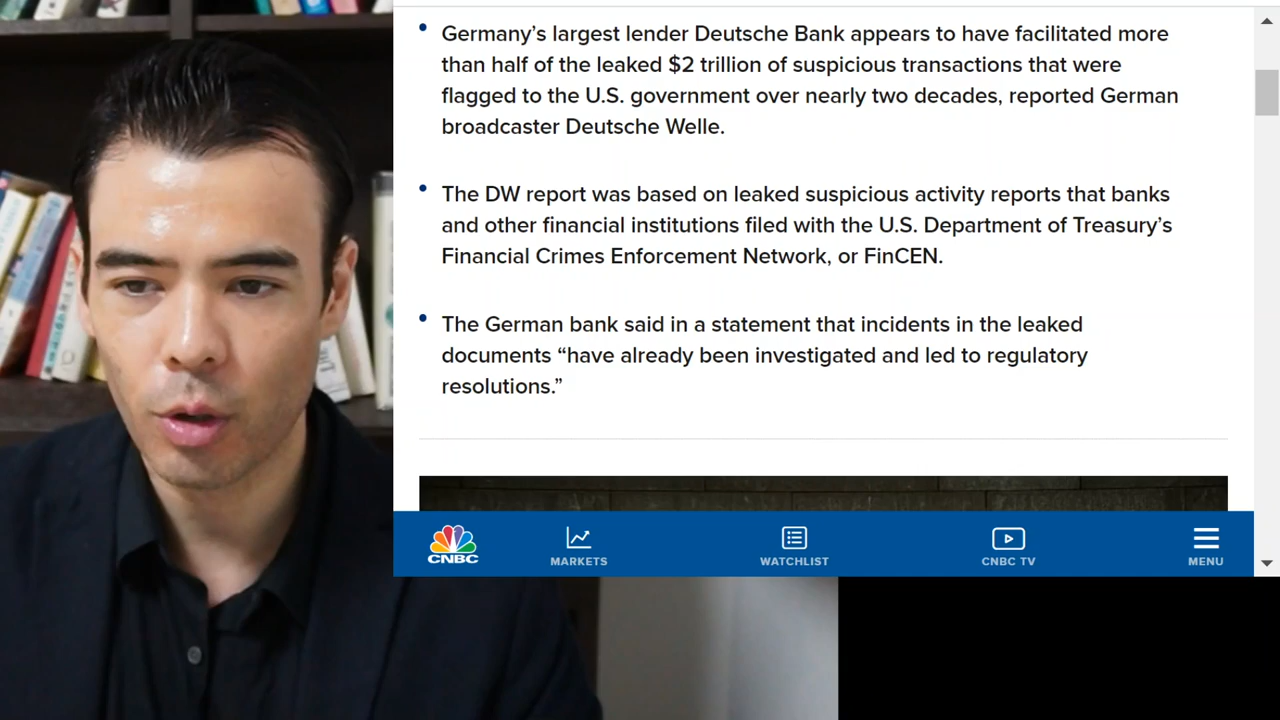 Germany’s largest lender Deutsche Bank appears to have facilitated more
than half of the leaked $2 trillion of suspicious transactions that were
flagged to the U.S. government over nearly two decades, reported German
broadcaster Deutsche Welle.
The DW report was based on leaked suspicious activity reports that banks
and other financial institutions filed with the U.S. Department of Treasury’s
Financial Crimes Enforcement Network, or FinCEN.
The German bank said in a statement that incidents in the leaked
documents “have already been investigated and led to regulatory
resolutions.”
CNBC
MARKETS
WATCHLIST
CNBC TV
MENU